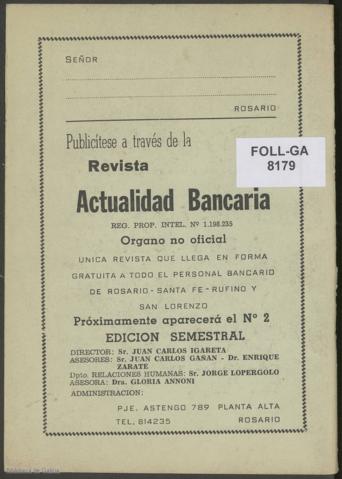 SEÑOR
ROSARIO
Publicítese a través de la
FOLL-GA
8179
Revista
Actualidad Bancaria
REG. PROP. INTEL. Nº 1.198.235
Organo no oficial
UNICA REVISTA QUE LLEGA EN FORMA
GRATUITA A TODO EL PERSONAL BANCARIO
DE ROSARIO - SANTA FE - RUFINO Y
SAN LORENZO
Próximamente aparecerá el Nº 2
EDICION SEMESTRAL
DIRECTOR: Sr. JUAN CARLOS IGARETA
ASESORES: Sr. JUAN CARLOS GAÑAN - Dr. ENRIQUE
ZARATE
Dpto. RELACIONES HUMANAS: Sr. JORGE LOPERGOLO
ASESORA: Dra. GLORIA ANNONI
ADMINISTRACION:
PJE. ASTENGO 789 PLANTA ALTA
TEL. 814235 ROSARIO
Biblioteca de Galicia